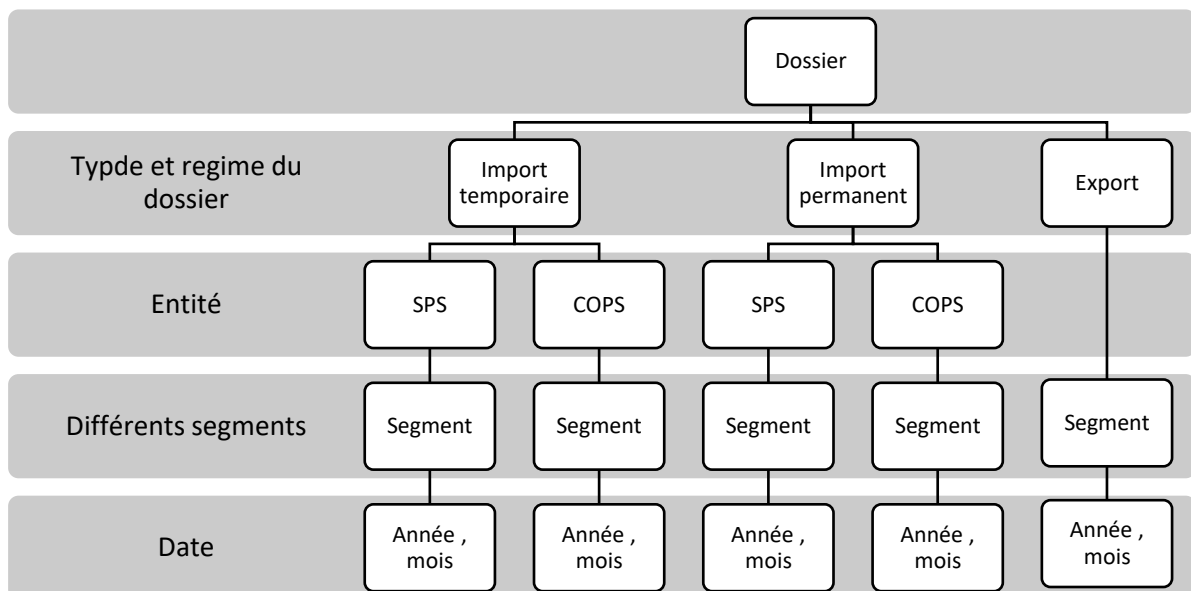 Dossier
Typde et regime du
dossier
Import
temporaire
Import
permanent
Export
Entité
SPS
COPS
SPS
COPS
Différents segments
Segment
Segment
Segment
Segment
Segment
Date
Année ,
mois
Année ,
mois
Année ,
mois
Année ,
mois
Année ,
mois